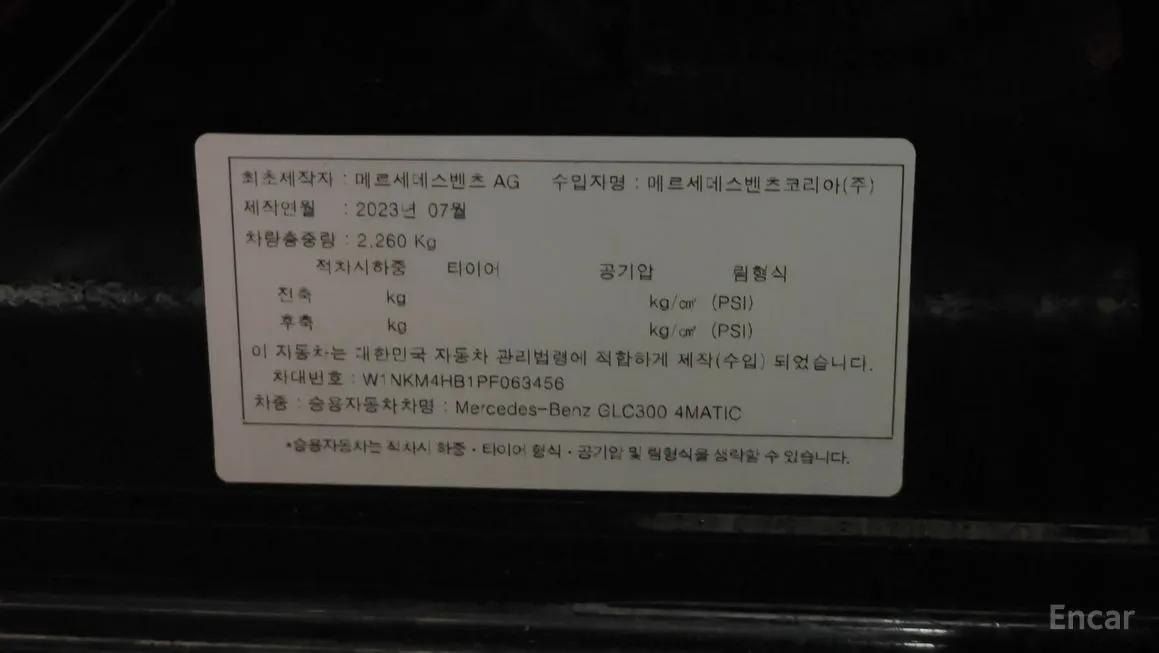 최초제작자 : 메르세데스벤츠 AG 수입자명 : 메르세데스벤츠코리아(주)
제작연월 : 2023년 07월
차량총중량 : 2,260 Kg
적차시하중 타이어 공기압 림형식
전축 kg kg/㎠ (PSI)
후축 kg kg/㎠ (PSI)
이 자동차는 대한민국 자동차 관리법령에 적합하게 제작(수입) 되었습니다.
차대번호 : W1NKM4HB1PF063456
차종 : 승용자동차차명 : Mercedes-Benz GLC300 4MATIC
*승용자동차는 적차시 하중·타이어 형식·공기압 및 림형식을 생략할 수 있습니다.
Encar